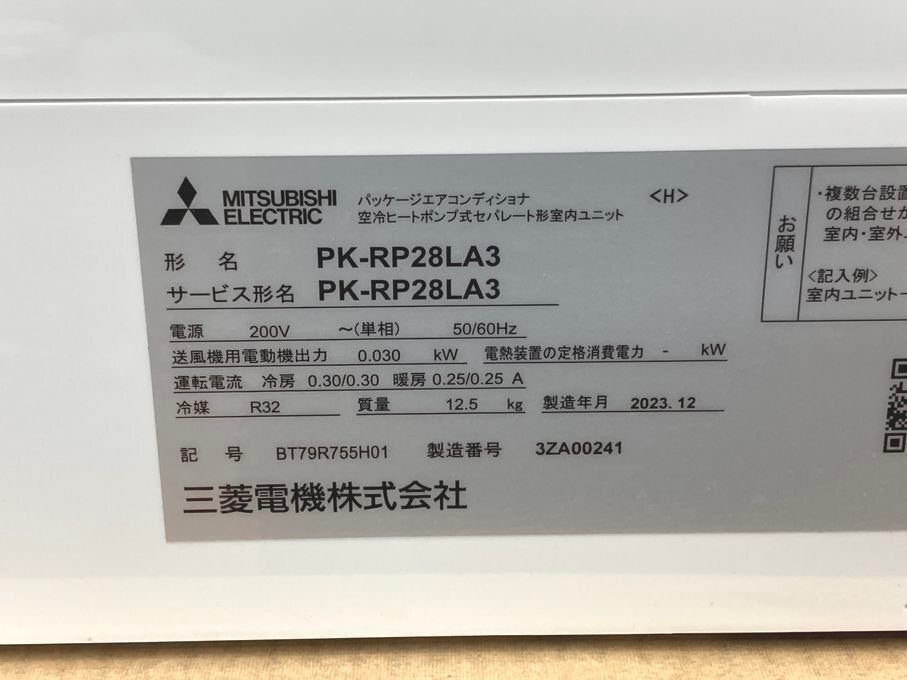 MITSUBISHI
ELECTRIC
パッケージエアコンディショナ
空冷ヒートポンプ式セパレート形室内ユニット
<H>
形 名 PK-RP28LA3
サービス形名 PK-RP28LA3
電源 200V ～(単相) 50/60Hz
送風機用電動機出力 0.030 kW 電熱装置の定格消費電力 - kW
運転電流 冷房 0.30/0.30 暖房 0.25/0.25 A
冷媒 R32 質量 12.5 kg 製造年月 2023.12
記 号 BT79R755H01 製造番号 3ZA00241
三菱電機株式会社
お願い
・複数台設置
の組合せが
室内・室外
<記入例>
室内ユニット